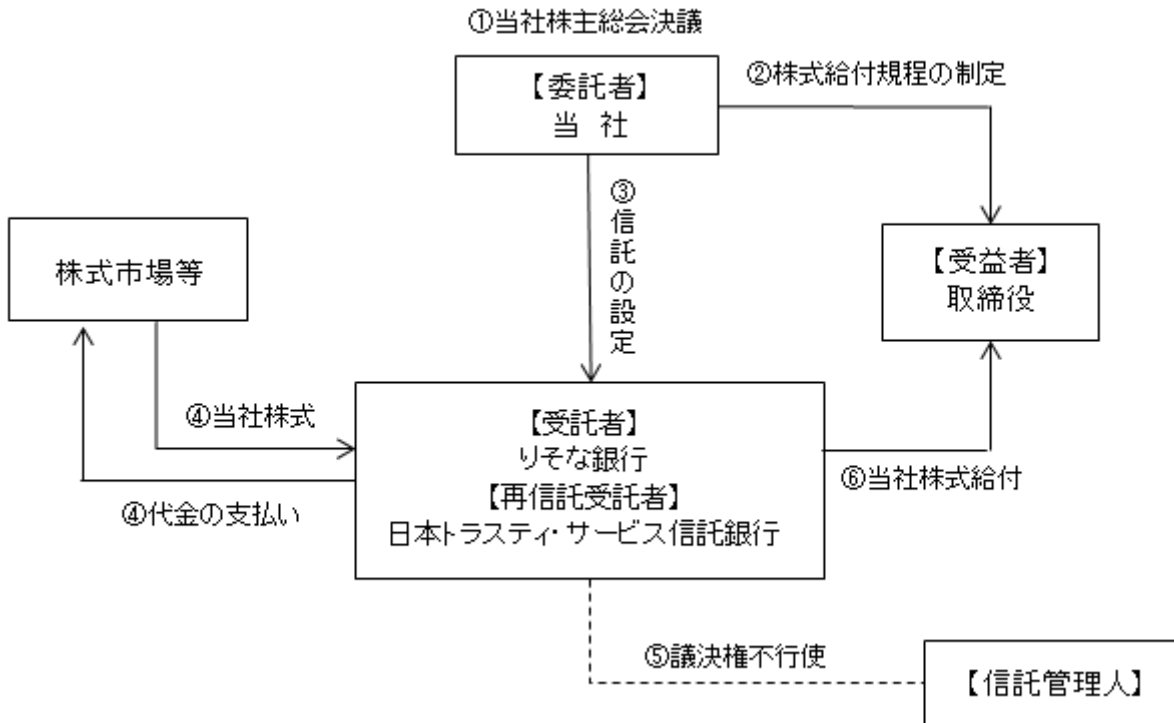 ①当社株主総会決議
【委託者】
当 社
②株式給付規程の制定
③信託の設定
株式市場等
【受益者】
取締役
④当社株式
④代金の支払い
【受託者】
りそな銀行
【再信託受託者】
日本トラスティ・サービス信託銀行
⑥当社株式給付
⑤議決権不行使
【信託管理人】